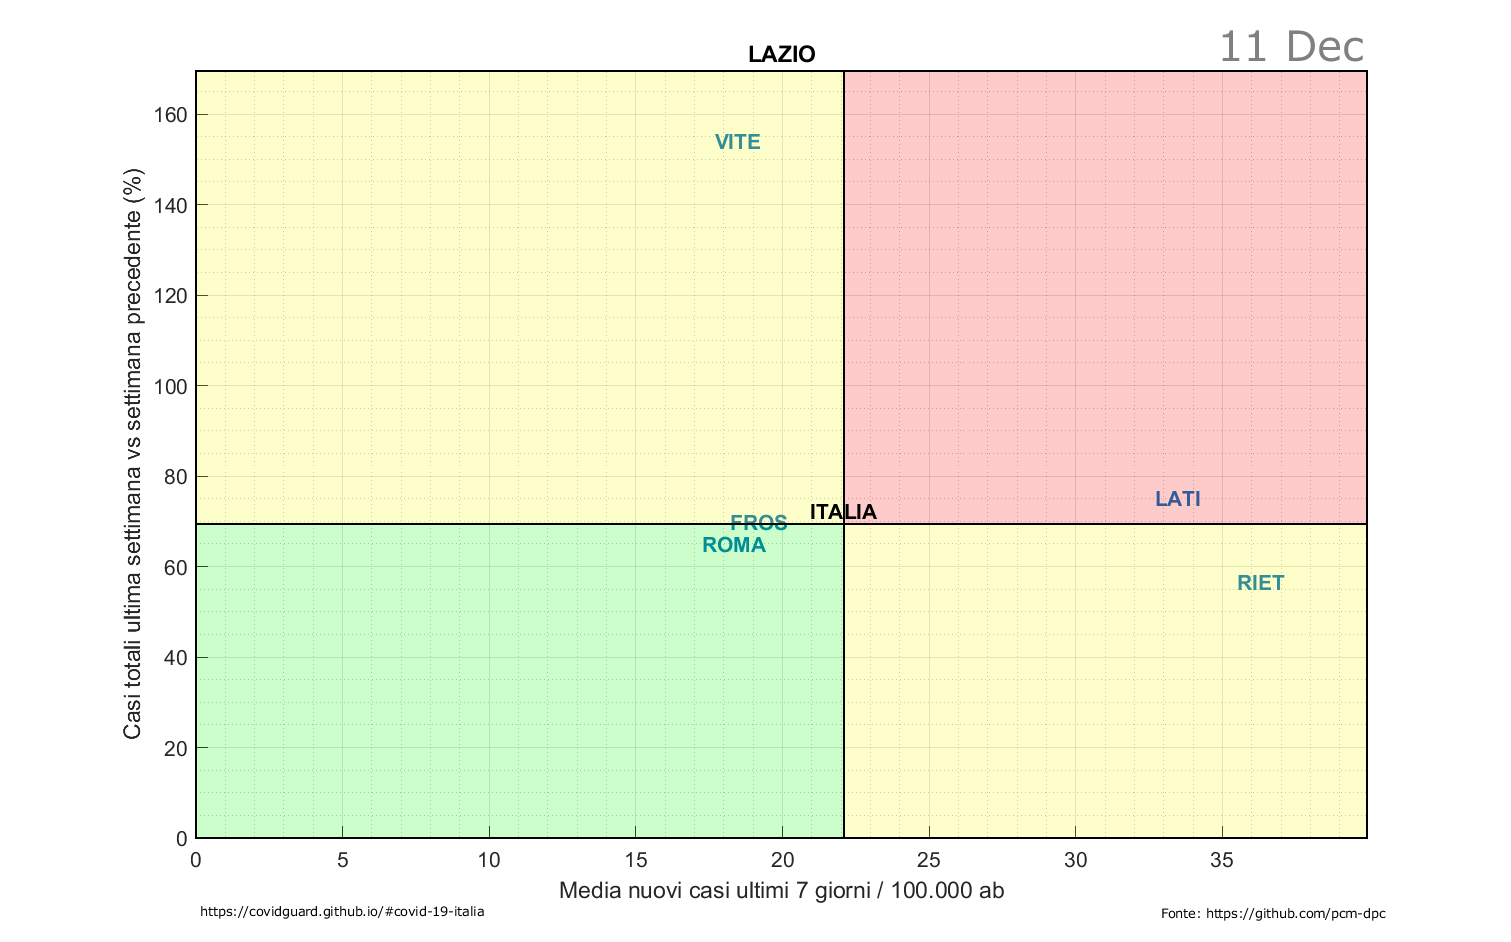 11 Dec
LAZIO
160
140
120
100
80
60
40
20
0
Casi totali ultima settimana vs settimana precedente (%)
VITE
LATI
ITALIA
FROS
ROMA
RIET
0 5 10 15 20 25 30 35
Media nuovi casi ultimi 7 giorni / 100.000 ab
https://covidguard.github.io/#covid-19-italia
Fonte: https://github.com/pcm-dpc